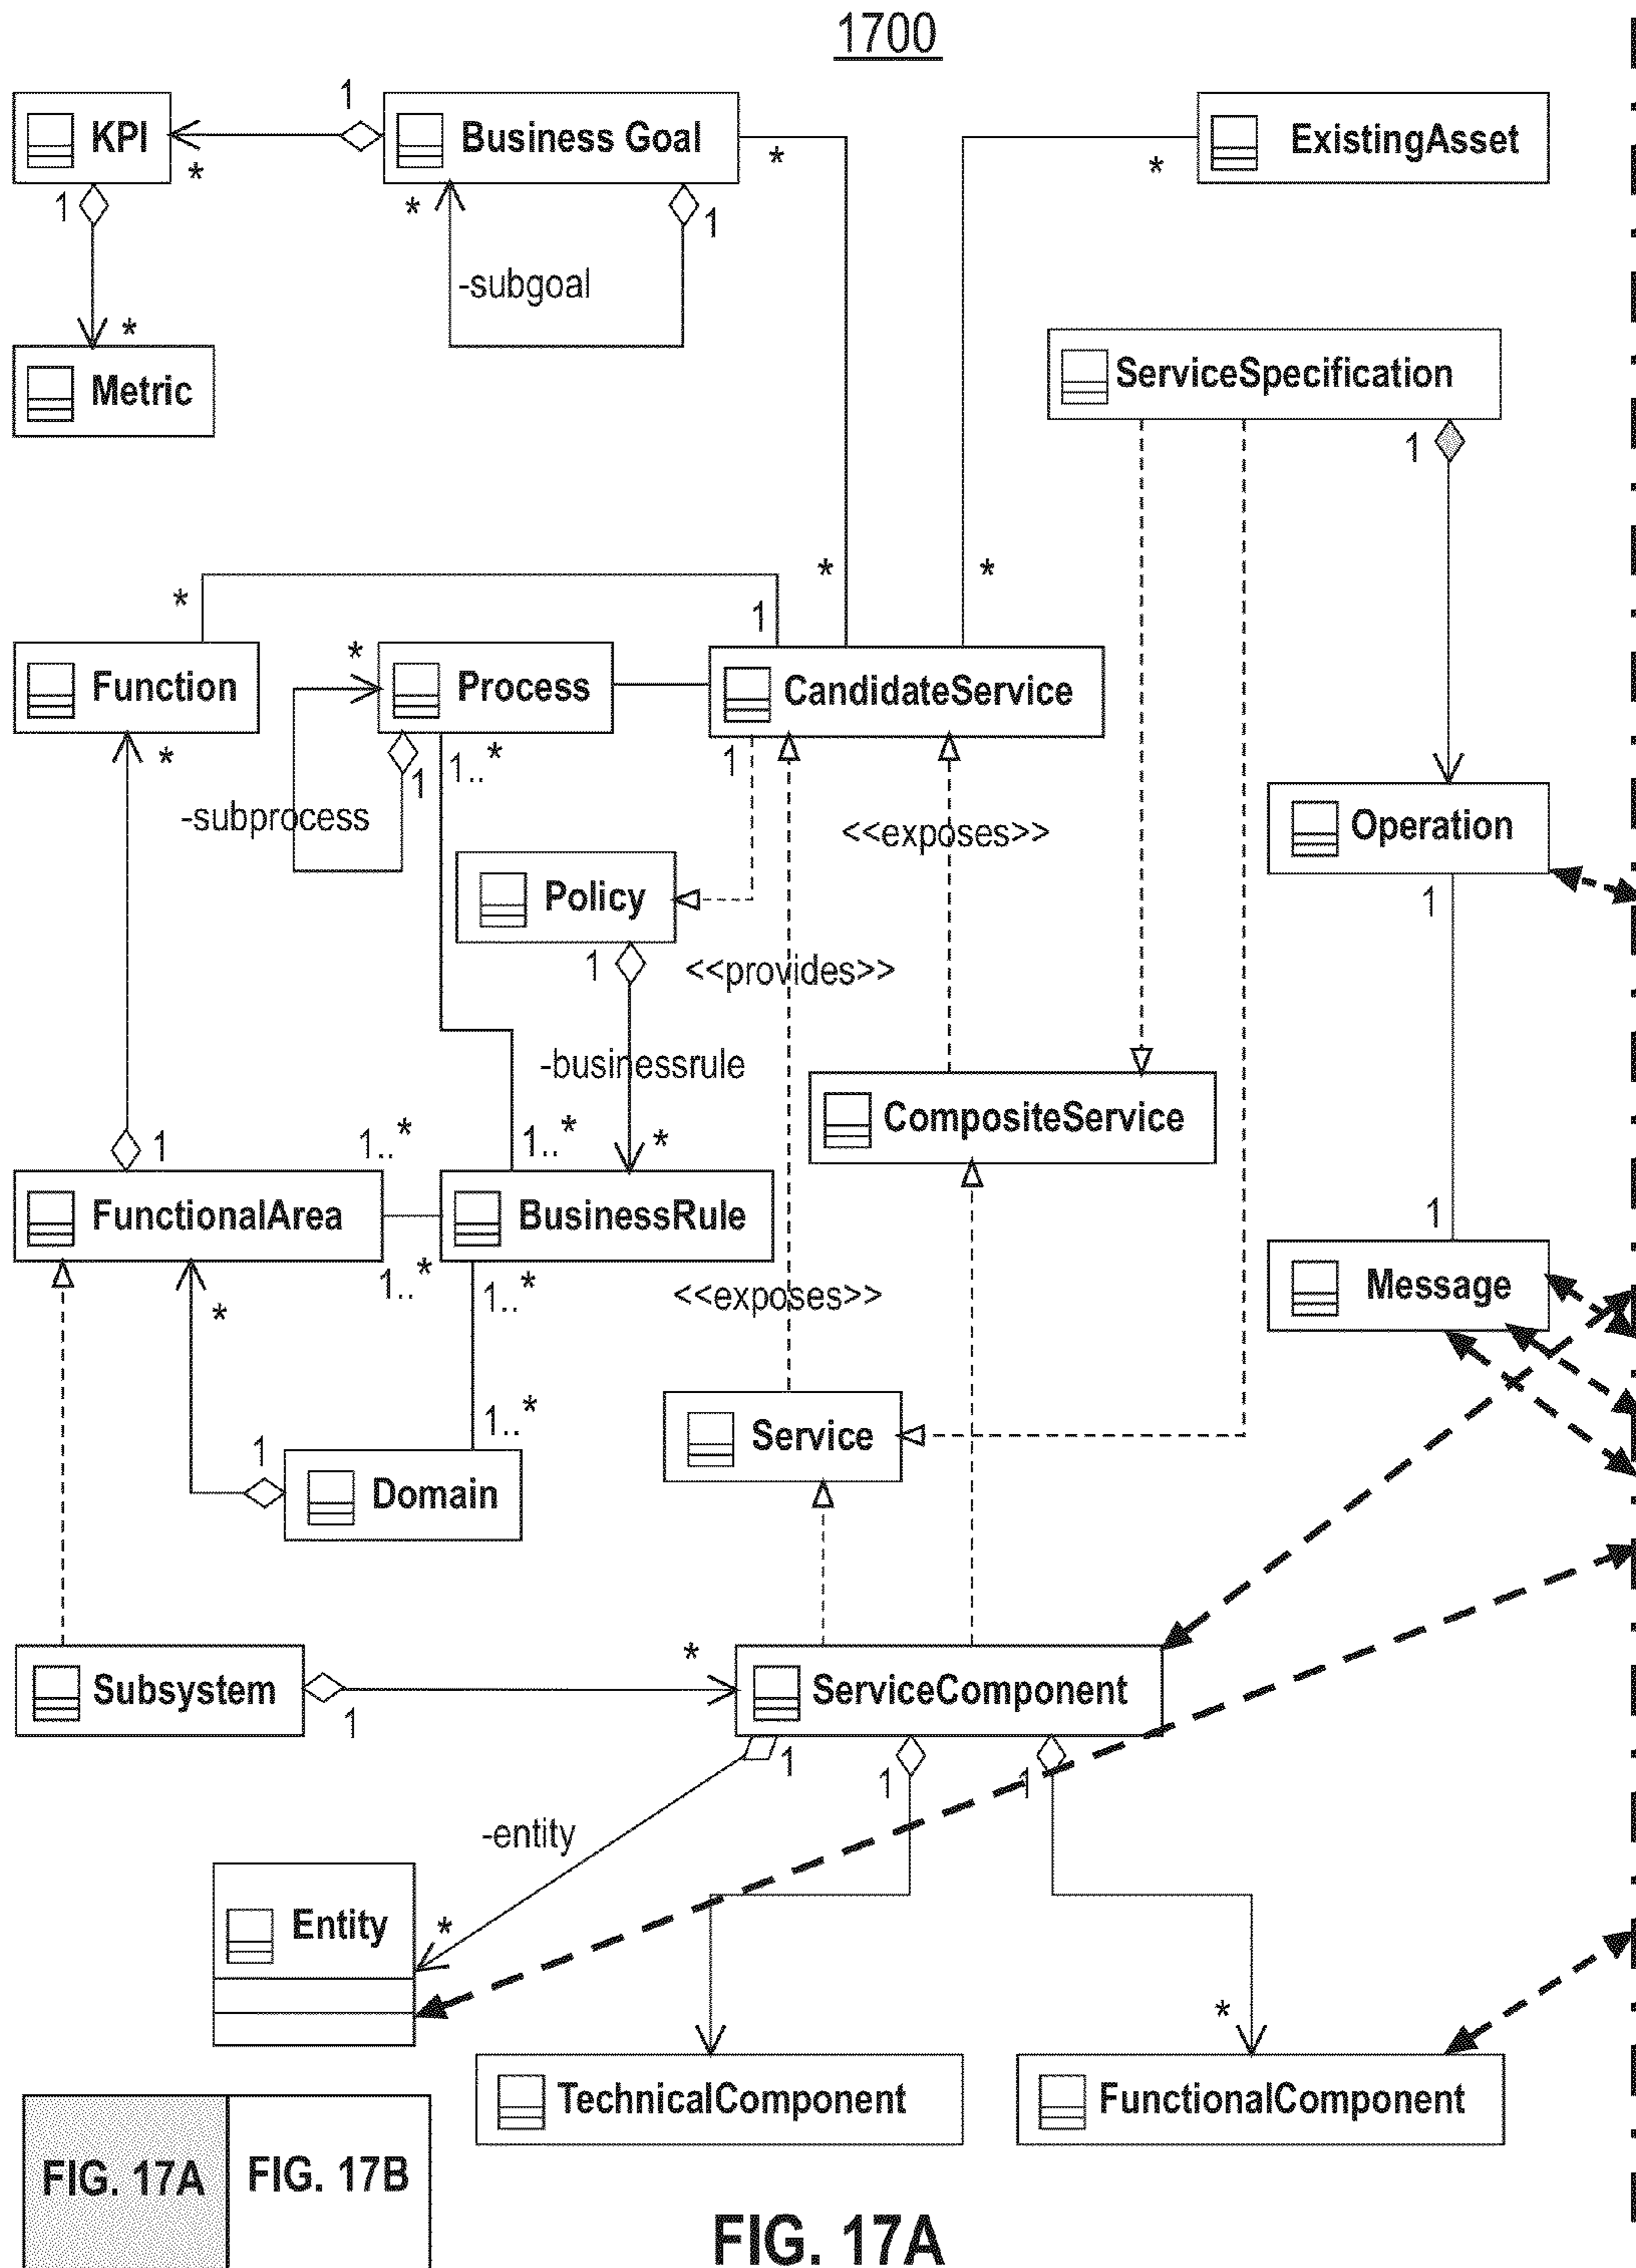 1700
1
KPI
Business Goal
ExistingAsset
*
*
*
1
*
1
-subgoal
*
ServiceSpecification
Metric
1
*
*
*
1
*
Function
Process
CandidateService
*
1
1..*
1
-subprocess
<<exposes>>
Operation
Policy
1
1
<<provides>>
-businessrule
CompositeService
1
1..*
1..*
*
FunctionalArea
BusinessRule
1
*
1..*
1..*
<<exposes>>
Message
1
1..*
Service
Domain
*
Subsystem
ServiceComponent
1
1
1
1
-entity
Entity
*
*
TechnicalComponent
FunctionalComponent
FIG. 17A
FIG. 17B
FIG. 17A